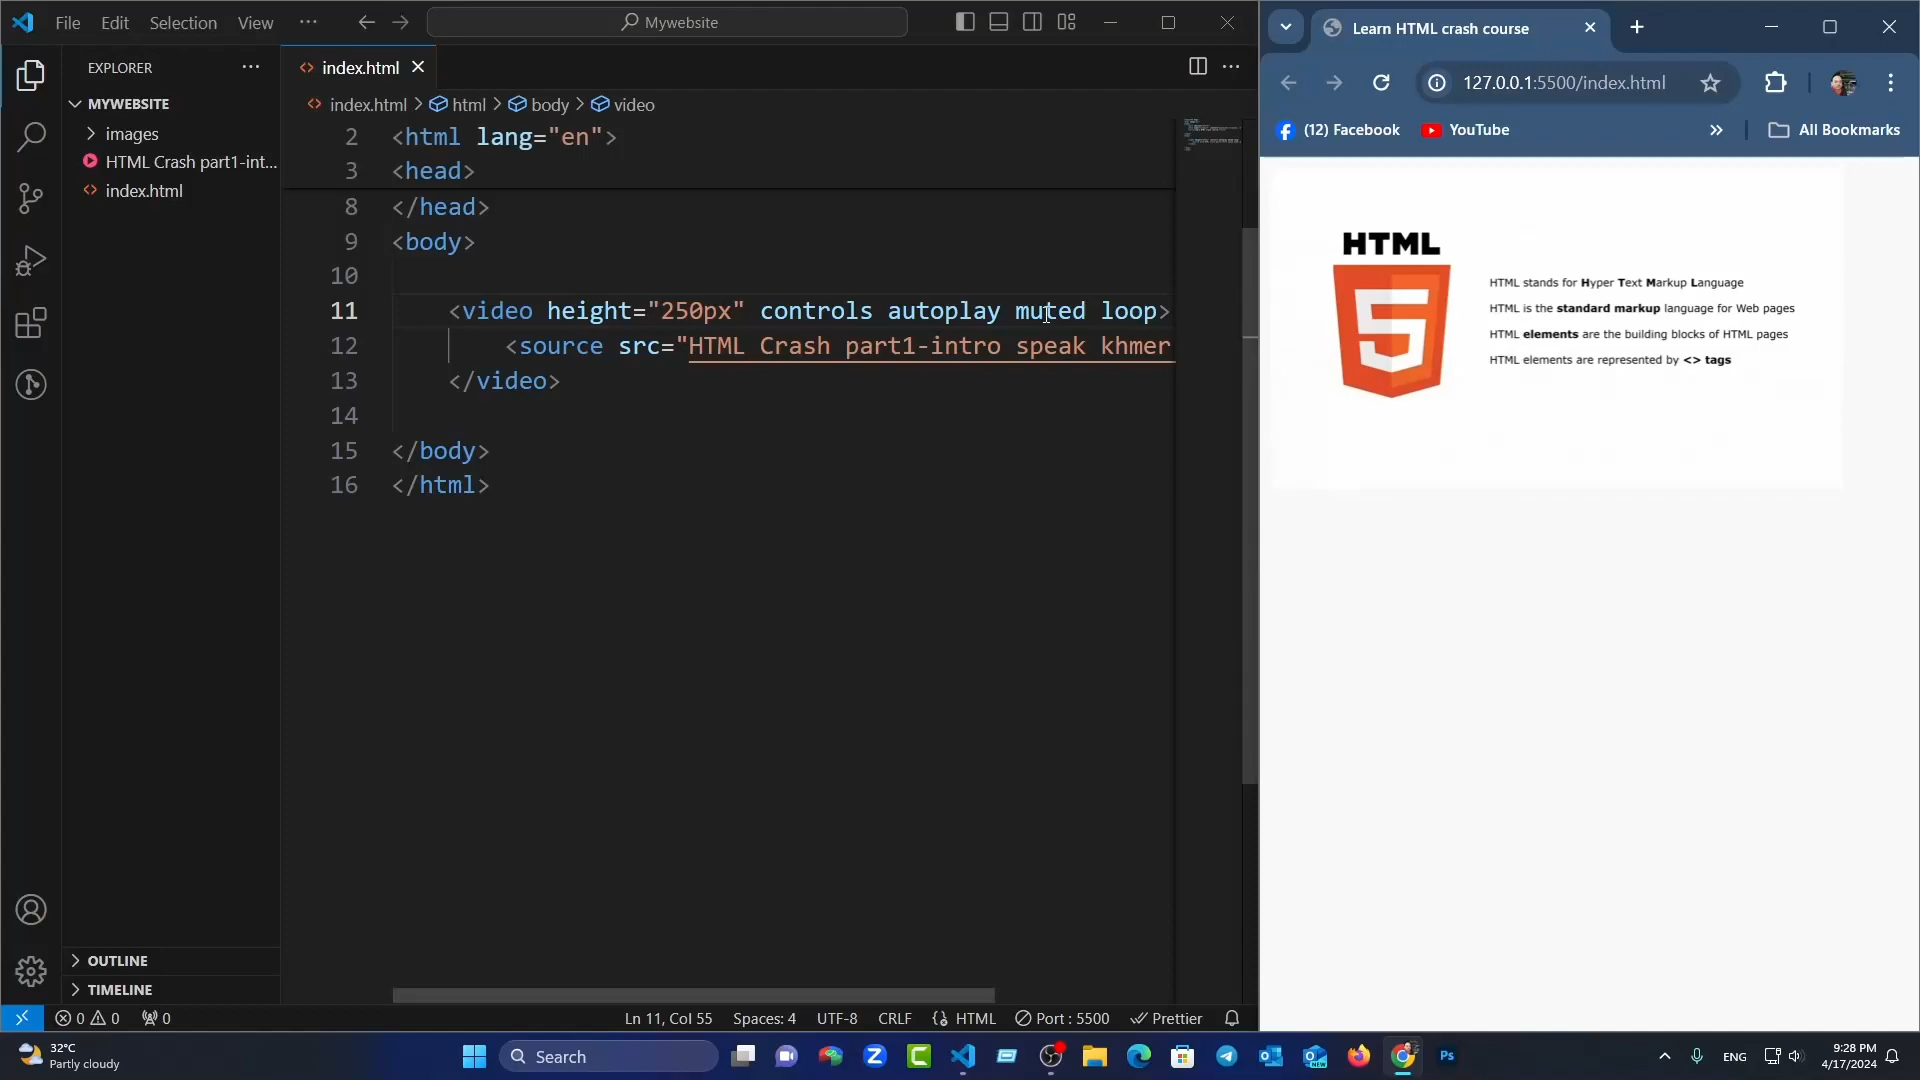 File Edit Selection View ··· Mywebsite
EXPLORER ···
MYWEBSITE
images
HTML Crash part1-int...
index.html
OUTLINE
TIMELINE
index.html
index.html > html > body > video
2 <html lang="en">
3 <head>
8 </head>
9 <body>
10
11 <video height="250px" controls autoplay muted loop>
12 <source src="HTML Crash part1-intro speak khmer
13 </video>
14
15 </body>
16 </html>
0 0 0 Ln 11, Col 55 Spaces: 4 UTF-8 CRLF HTML Port : 5500 Prettier
Learn HTML crash course
127.0.0.1:5500/index.html
(12) Facebook YouTube » All Bookmarks
HTML
5
HTML stands for Hyper Text Markup Language
HTML is the standard markup language for Web pages
HTML elements are the building blocks of HTML pages
HTML elements are represented by <> tags
32°C
Partly cloudy
Search
Ps
ENG
9:28 PM
4/17/2024